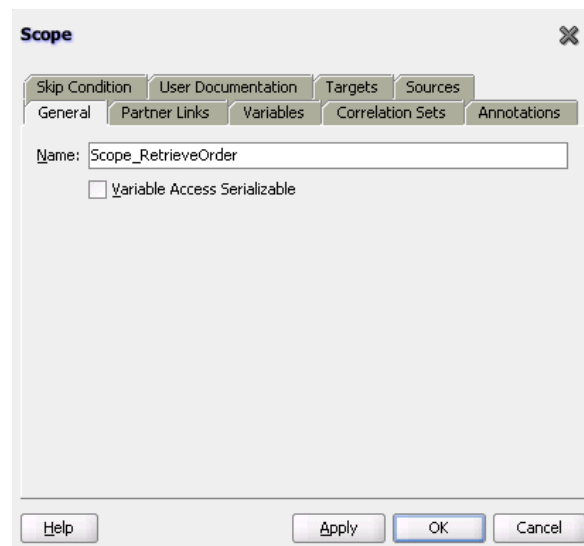 Scope
Skip Condition User Documentation Targets Sources
General Partner Links Variables Correlation Sets Annotations
Name: Scope_RetrieveOrder
Variable Access Serializable
Help Apply OK Cancel